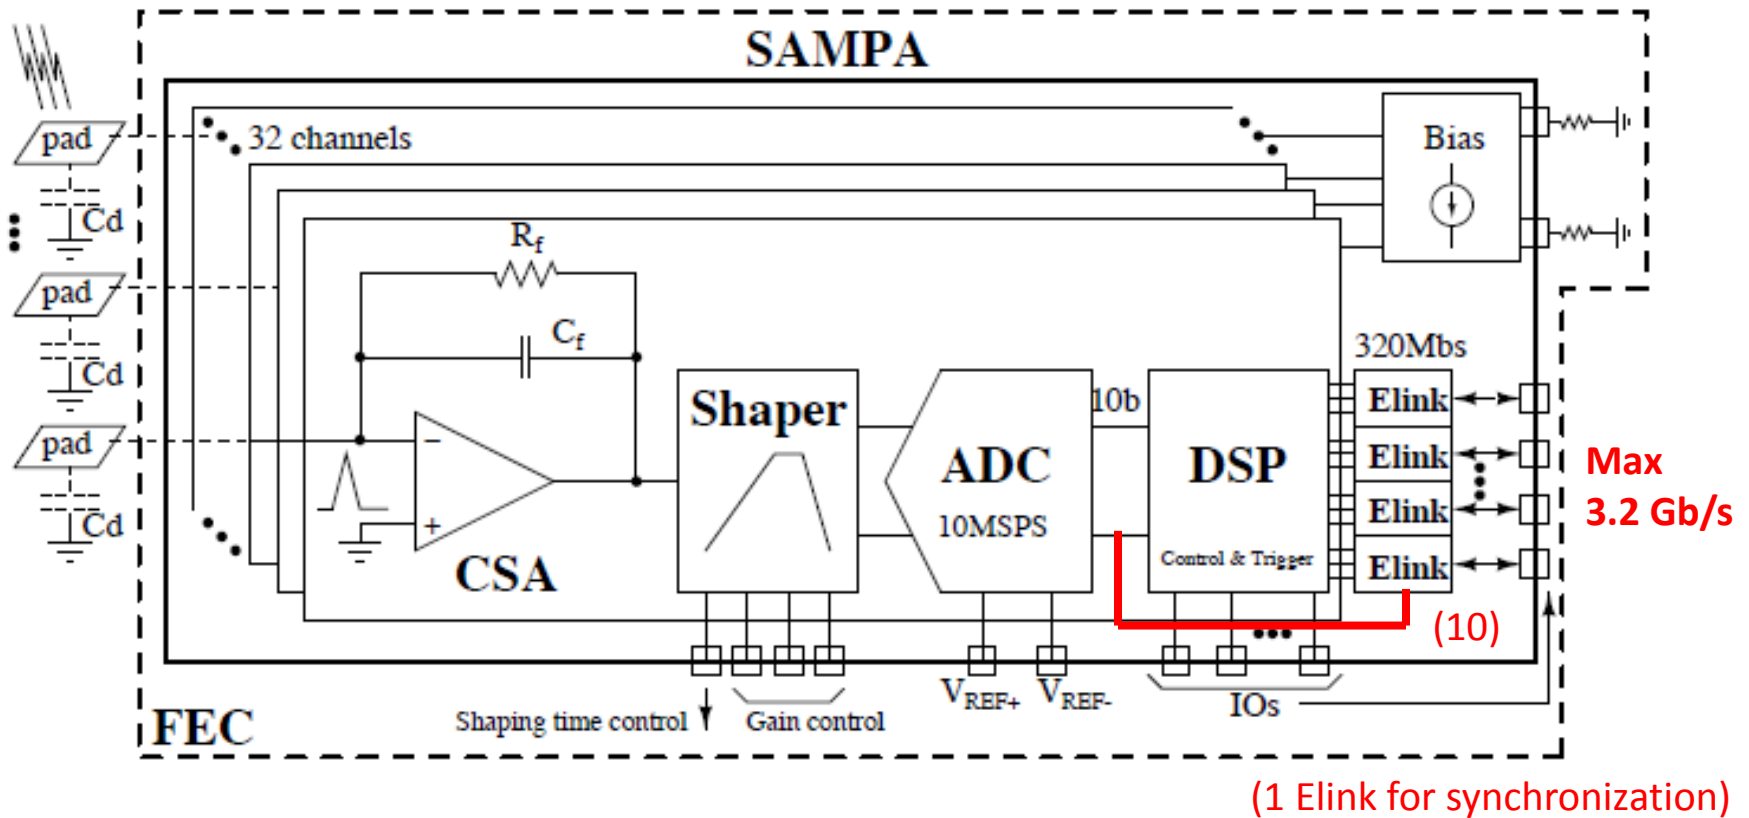 SAMPA
pad
32 channels
Bias
Cd
Rf
pad
Cf
Cd
320Mbs
Shaper
10b
Elink
pad
−
ADC
DSP
Elink
Max
3.2 Gb/s
Cd
+
10MSPS
Elink
CSA
Control & Trigger
Elink
(10)
VREF+
VREF-
IOs
FEC
Shaping time control
Gain control
(1 Elink for synchronization)